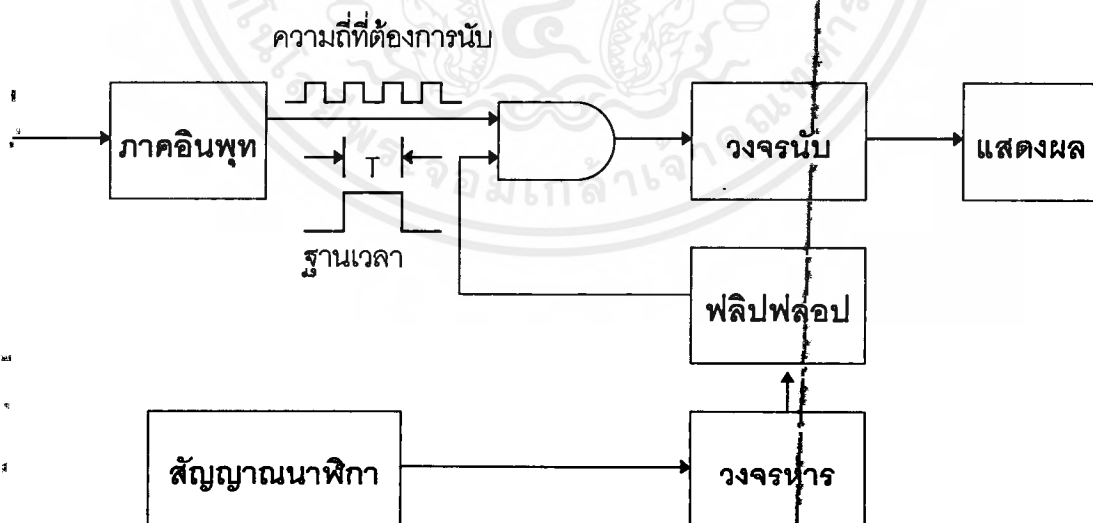 ความถี่ที่ต้องการนับ
ภาคอินพุท
T
ฐานเวลา
วงจรนับ
แสดงผล
ฟลิปฟลอป
สัญญาณนาฬิกา
วงจรหาร